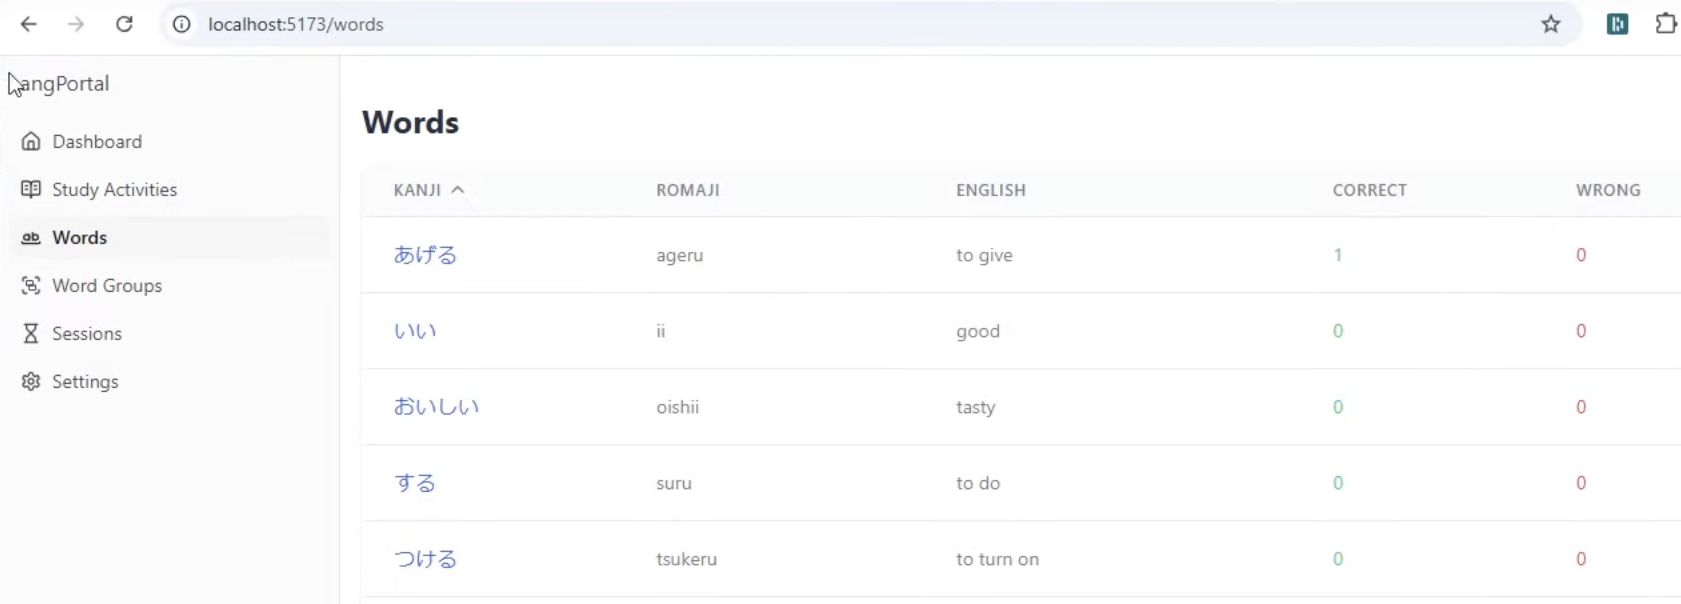 localhost:5173/words
angPortal
Dashboard
Study Activities
Words
Word Groups
Sessions
Settings
Words
KANJI ROMAJI ENGLISH CORRECT WRONG
あげる ageru to give 1 0
いい ii good 0 0
おいしい oishii tasty 0 0
する suru to do 0 0
つける tsukeru to turn on 0 0